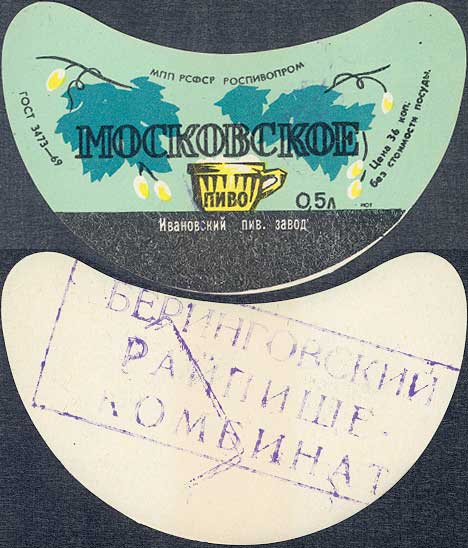 МПП РСФСР РОСПИВОПРОМ
ГОСТ 3473—69
МОСКОВСКОЕ
Цена 36 коп.
без стоимости посуды.
ПИВО
0,5л
Ивановский пив. завод
БЕРИНГОВСКИЙ
РАЙПИЩЕ-
КОМБИНАТ